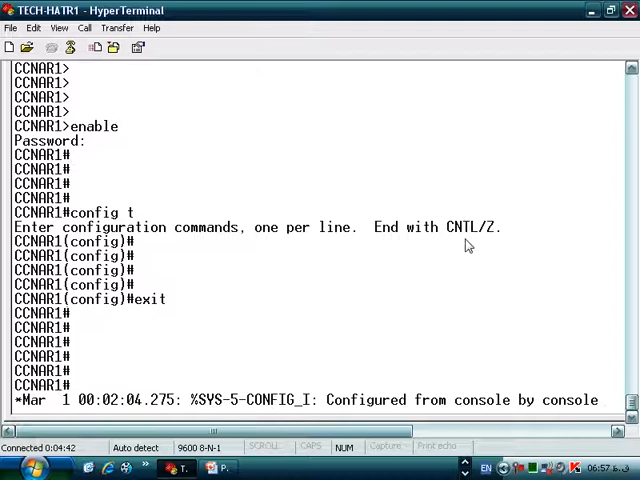 TECH-HATR1 - HyperTerminal
File Edit View Call Transfer Help
CCNAR1>
CCNAR1>
CCNAR1>
CCNAR1>
CCNAR1>enable
Password:
CCNAR1#
CCNAR1#
CCNAR1#
CCNAR1#
CCNAR1#config t
Enter configuration commands, one per line.  End with CNTL/Z.
CCNAR1(config)#
CCNAR1(config)#
CCNAR1(config)#
CCNAR1(config)#
CCNAR1(config)#exit
CCNAR1#
CCNAR1#
CCNAR1#
CCNAR1#
CCNAR1#
*Mar  1 00:02:04.275: %SYS-5-CONFIG_I: Configured from console by console
Connected 0:04:42 Auto detect 9600 8-N-1 SCROLL CAPS NUM Capture Print echo
T. P. EN 06:57 ق.ظ